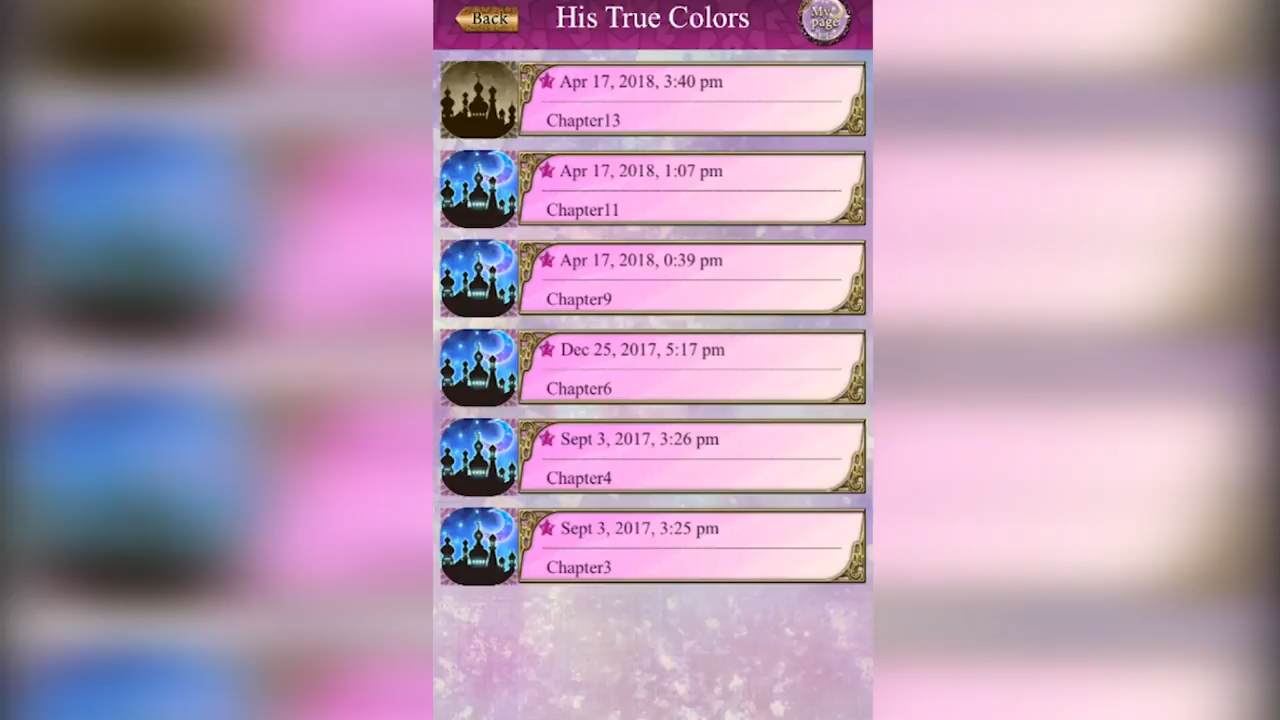 Back
His True Colors
My page
Apr 17, 2018, 3:40 pm
Chapter13
Apr 17, 2018, 1:07 pm
Chapter11
Apr 17, 2018, 0:39 pm
Chapter9
Dec 25, 2017, 5:17 pm
Chapter6
Sept 3, 2017, 3:26 pm
Chapter4
Sept 3, 2017, 3:25 pm
Chapter3